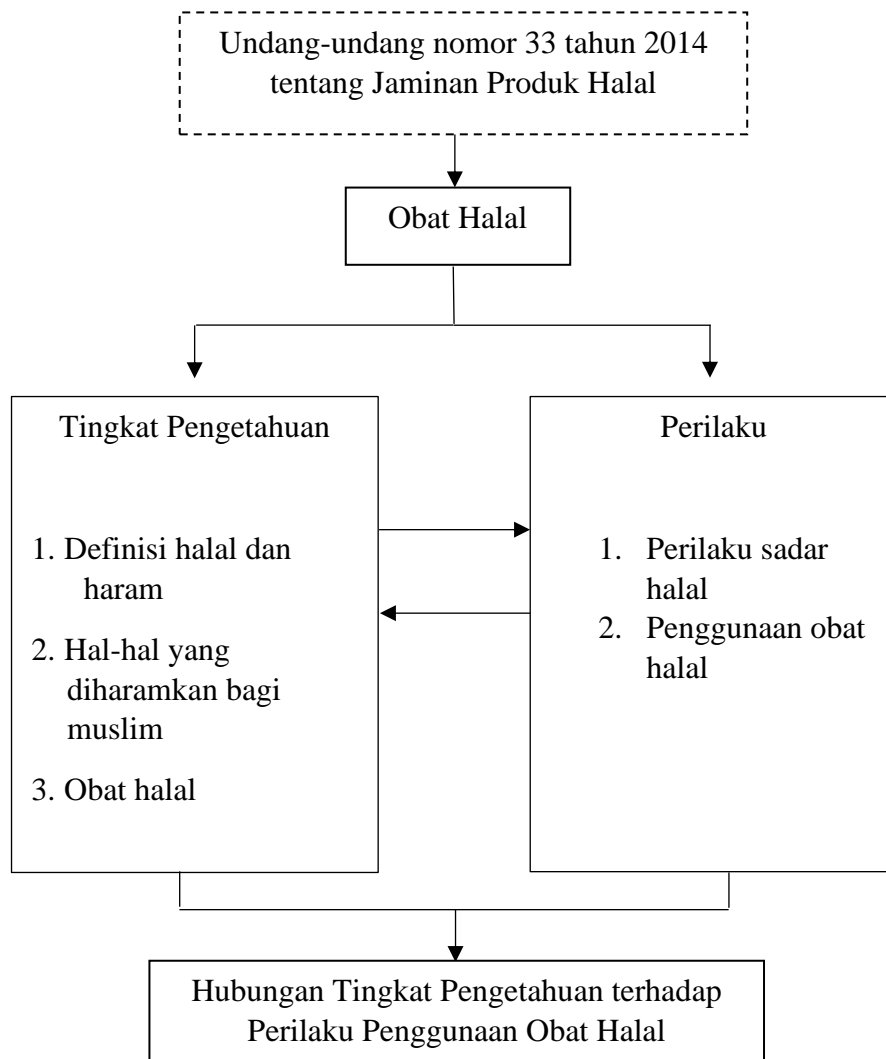 Undang-undang nomor 33 tahun 2014
tentang Jaminan Produk Halal
Obat Halal
Tingkat Pengetahuan
1. Definisi halal dan
haram
2. Hal-hal yang
diharamkan bagi
muslim
3. Obat halal
Perilaku
1. Perilaku sadar
halal
2. Penggunaan obat
halal
Hubungan Tingkat Pengetahuan terhadap
Perilaku Penggunaan Obat Halal